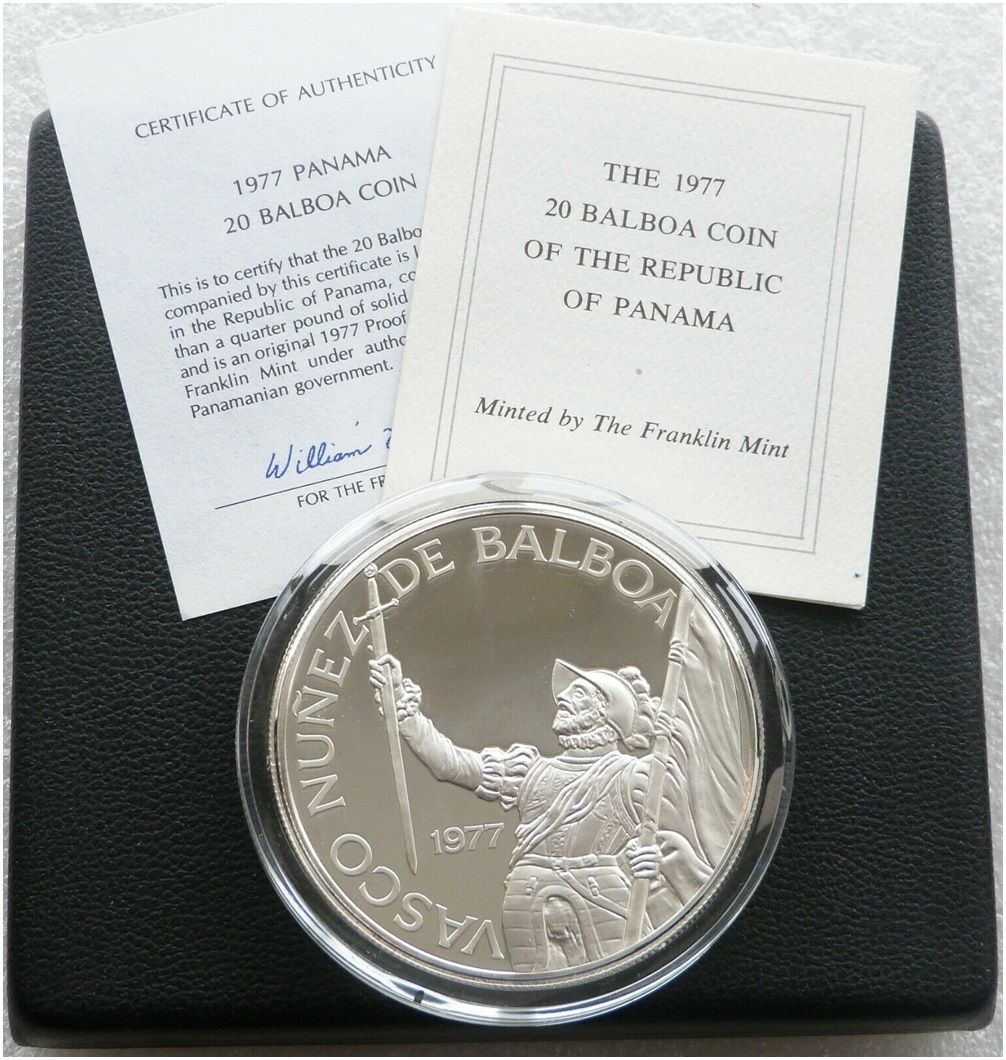 CERTIFICATE OF AUTHENTICITY
1977 PANAMA
20 BALBOA COIN
This is to certify that the 20 Balbo
companied by this certificate is l
in the Republic of Panama, co
than a quarter pound of solid
and is an original 1977 Proof
Franklin Mint under autho
Panamanian government.
William
FOR THE FR
THE 1977
20 BALBOA COIN
OF THE REPUBLIC
OF PANAMA
Minted by The Franklin Mint
VASCO NUÑEZ DE BALBOA
1977